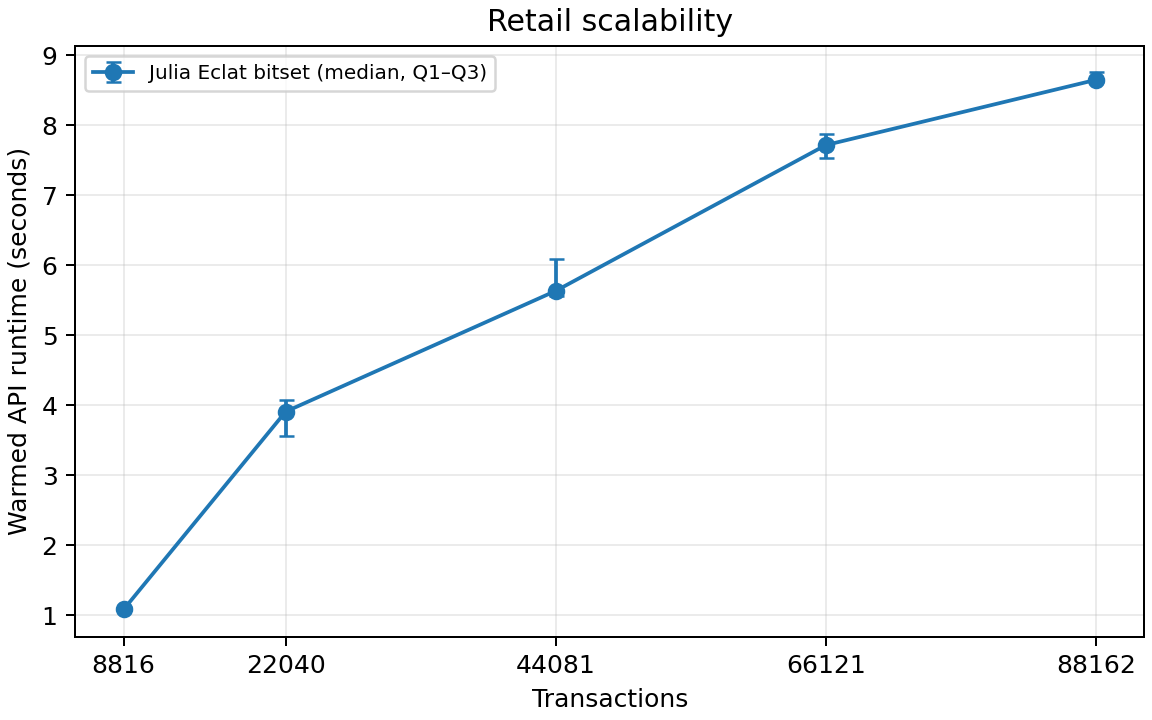 Retail scalability
Julia Eclat bitset (median, Q1–Q3)
Warmed API runtime (seconds)
9
8
7
6
5
4
3
2
1
8816 22040 44081 66121 88162
Transactions